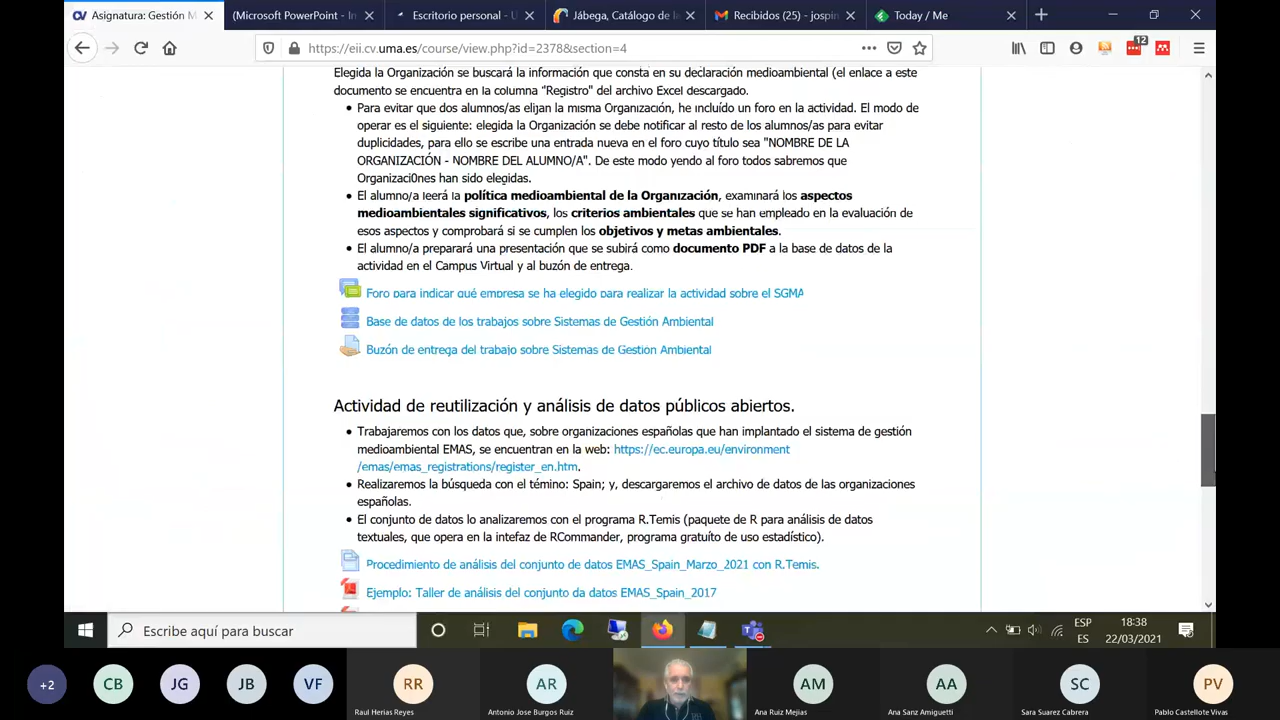 Asignatura: Gestión M
(Microsoft PowerPoint - In
Escritorio personal - U
Jábega, Catálogo de la
Recibidos (25) - jospin
Today / Me
https://eii.cv.uma.es/course/view.php?id=2378&section=4
12
Elegida la Organización se buscará la información que consta en su declaración medioambiental (el enlace a este
documento se encuentra en la columna "Registro" del archivo Excel descargado.
Para evitar que dos alumnos/as elijan la misma Organización, he incluído un foro en la actividad. El modo de
operar es el siguiente: elegida la Organización se debe notificar al resto de los alumnos/as para evitar
duplicidades, para ello se escribe una entrada nueva en el foro cuyo título sea "NOMBRE DE LA
ORGANIZACIÓN - NOMBRE DEL ALUMNO/A". De este modo yendo al foro todos sabremos que
Organizaci0nes han sido elegidas.
El alumno/a leerá la política medioambiental de la Organización, examinará los aspectos
medioambientales significativos, los criterios ambientales que se han empleado en la evaluación de
esos aspectos y comprobará si se cumplen los objetivos y metas ambientales.
El alumno/a preparará una presentación que se subirá como documento PDF a la base de datos de la
actividad en el Campus Virtual y al buzón de entrega.
Foro para indicar qué empresa se ha elegido para realizar la actividad sobre el SGMA
Base de datos de los trabajos sobre Sistemas de Gestión Ambiental
Buzón de entrega del trabajo sobre Sistemas de Gestión Ambiental
Actividad de reutilización y análisis de datos públicos abiertos.
Trabajaremos con los datos que, sobre organizaciones españolas que han implantado el sistema de gestión
medioambiental EMAS, se encuentran en la web: https://ec.europa.eu/environment
/emas/emas_registrations/register_en.htm.
Realizaremos la búsqueda con el témino: Spain; y, descargaremos el archivo de datos de las organizaciones
españolas.
El conjunto de datos lo analizaremos con el programa R.Temis (paquete de R para análisis de datos
textuales, que opera en la intefaz de RCommander, programa gratuíto de uso estadístico).
Procedimiento de análisis del conjunto de datos EMAS_Spain_Marzo_2021 con R.Temis.
Ejemplo: Taller de análisis del conjunto da datos EMAS_Spain_2017
Escribe aquí para buscar
ESP
ES
18:38
22/03/2021
+2
CB
JG
JB
VF
RR
Raul Herias Reyes
AR
Antonio Jose Burgos Ruiz
AM
Ana Ruiz Mejias
AA
Ana Sanz Amiguetti
SC
Sara Suarez Cabrera
PV
Pablo Castellote Vivas